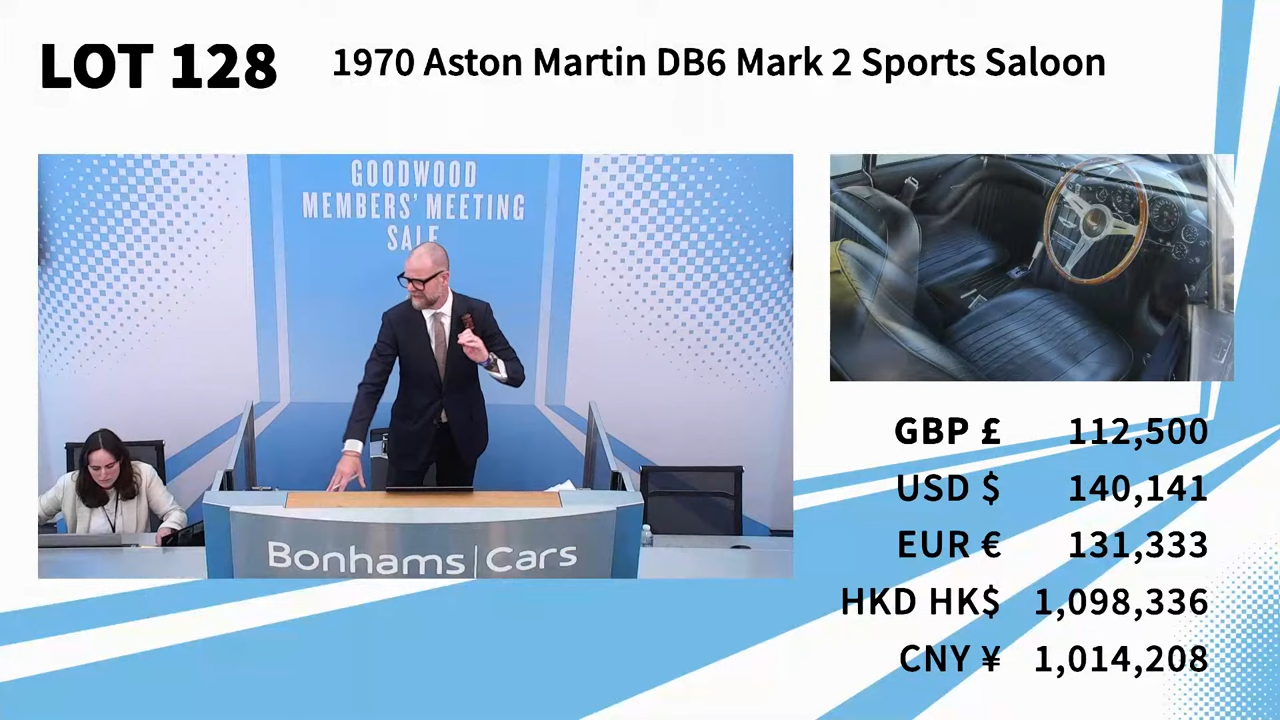 LOT 128
1970 Aston Martin DB6 Mark 2 Sports Saloon
GOODWOOD
MEMBERS' MEETING
SALE
Bonhams|Cars
GBP £ 112,500
USD $ 140,141
EUR € 131,333
HKD HK$ 1,098,336
CNY ¥ 1,014,208